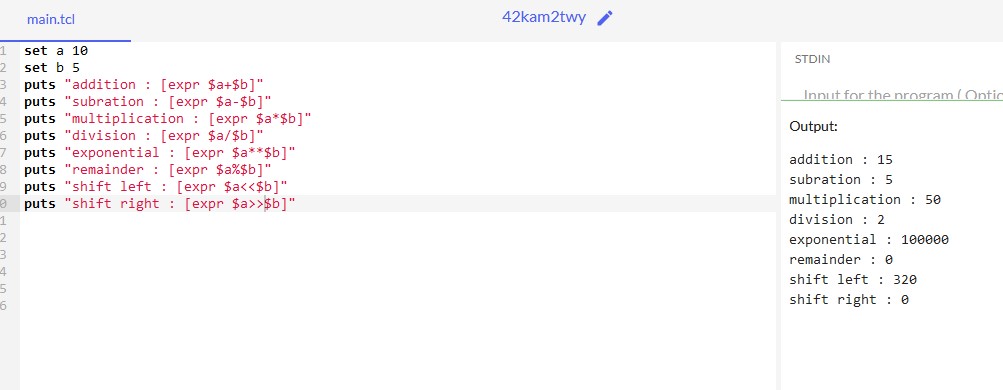 main.tcl
42kam2twy
1 set a 10
2 set b 5
3 puts "addition : [expr $a+$b]"
4 puts "subration : [expr $a-$b]"
5 puts "multiplication : [expr $a*$b]"
6 puts "division : [expr $a/$b]"
7 puts "exponential : [expr $a**$b]"
8 puts "remainder : [expr $a%$b]"
9 puts "shift left : [expr $a<<$b]"
0 puts "shift right : [expr $a>>$b]"
1
2
3
4
5
6
STDIN
Input for the program ( Optio
Output:
addition : 15
subration : 5
multiplication : 50
division : 2
exponential : 100000
remainder : 0
shift left : 320
shift right : 0